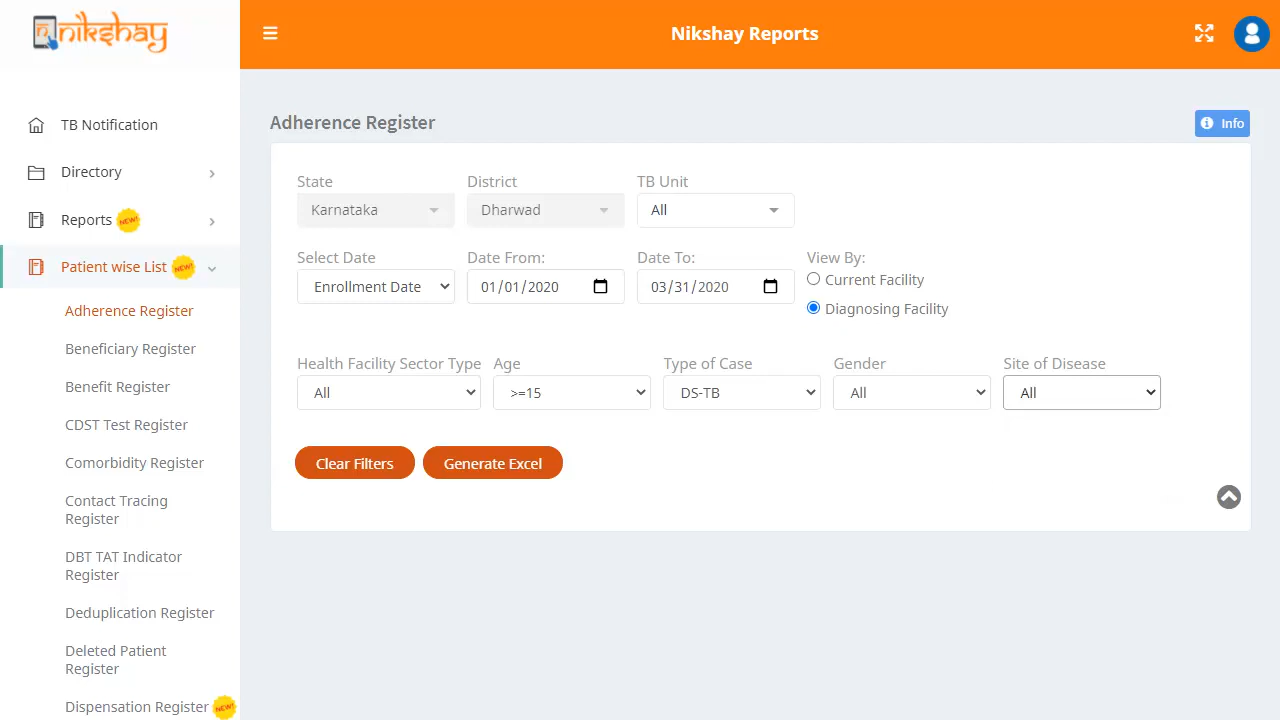 nikshay
Nikshay Reports
TB Notification
Directory
Reports NEW!
Patient wise List NEW!
Adherence Register
Beneficiary Register
Benefit Register
CDST Test Register
Comorbidity Register
Contact Tracing
Register
DBT TAT Indicator
Register
Deduplication Register
Deleted Patient
Register
Dispensation Register NEW!
Adherence Register
Info
State District TB Unit
Karnataka Dharwad All
Select Date Date From: Date To: View By:
Enrollment Date 01/01/2020 03/31/2020 Current Facility
Diagnosing Facility
Health Facility Sector Type Age Type of Case Gender Site of Disease
All >=15 DS-TB All All
Clear Filters Generate Excel